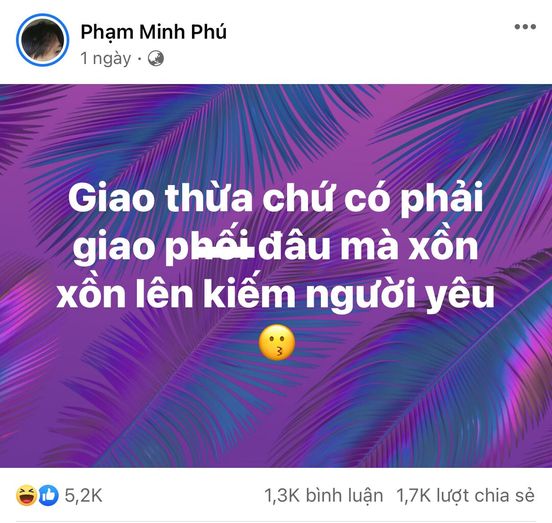 Phạm Minh Phú
1 ngày ·
Giao thừa chứ có phải
giao phối đâu mà xồn
xồn lên kiếm người yêu
5,2K
1,3K bình luận 1,7K lượt chia sẻ